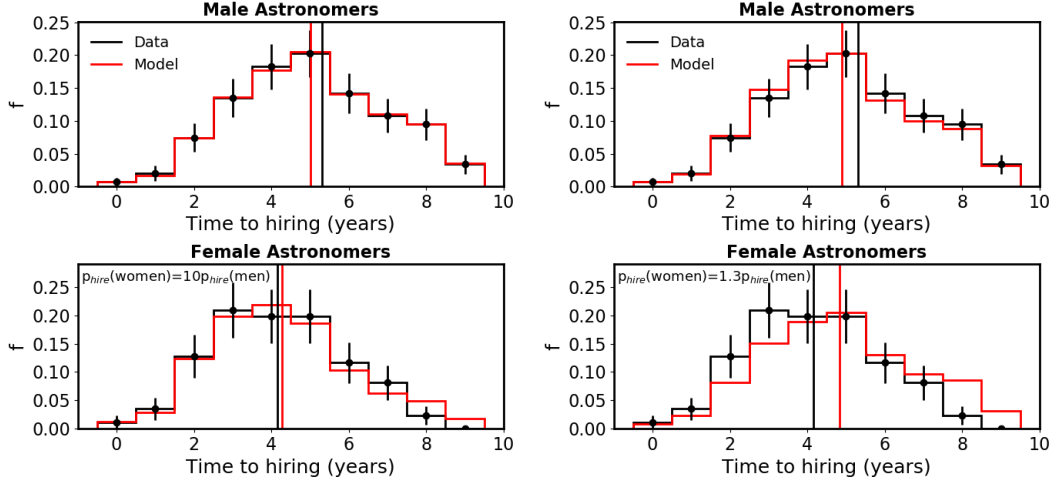 Male Astronomers
0.25
0.20
0.15
0.10
0.05
0.00
f
Data
Model
0 2 4 6 8 10
Time to hiring (years)
Male Astronomers
0.25
0.20
0.15
0.10
0.05
0.00
f
Data
Model
0 2 4 6 8 10
Time to hiring (years)
Female Astronomers
p_hire(women)=10p_hire(men)
0.25
0.20
0.15
0.10
0.05
0.00
f
0 2 4 6 8 10
Time to hiring (years)
Female Astronomers
p_hire(women)=1.3p_hire(men)
0.25
0.20
0.15
0.10
0.05
0.00
f
0 2 4 6 8 10
Time to hiring (years)